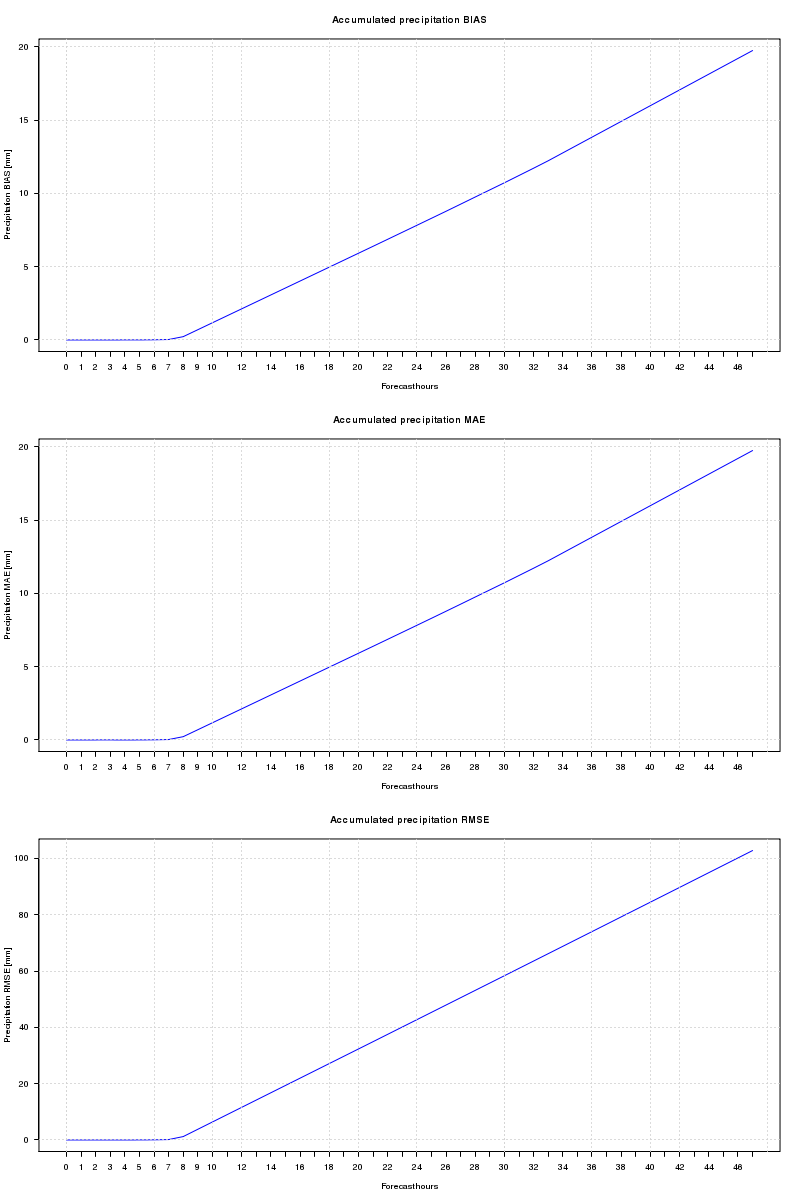 Accumulated precipitation BIAS
20
15
10
5
0
Precipitation BIAS [mm]
0 1 2 3 4 5 6 7 8 9 10 12 14 16 18 20 22 24 26 28 30 32 34 36 38 40 42 44 46
Forecasthours
Accumulated precipitation MAE
20
15
10
5
0
Precipitation MAE [mm]
0 1 2 3 4 5 6 7 8 9 10 12 14 16 18 20 22 24 26 28 30 32 34 36 38 40 42 44 46
Forecasthours
Accumulated precipitation RMSE
100
80
60
40
20
0
Precipitation RMSE [mm]
0 1 2 3 4 5 6 7 8 9 10 12 14 16 18 20 22 24 26 28 30 32 34 36 38 40 42 44 46
Forecasthours